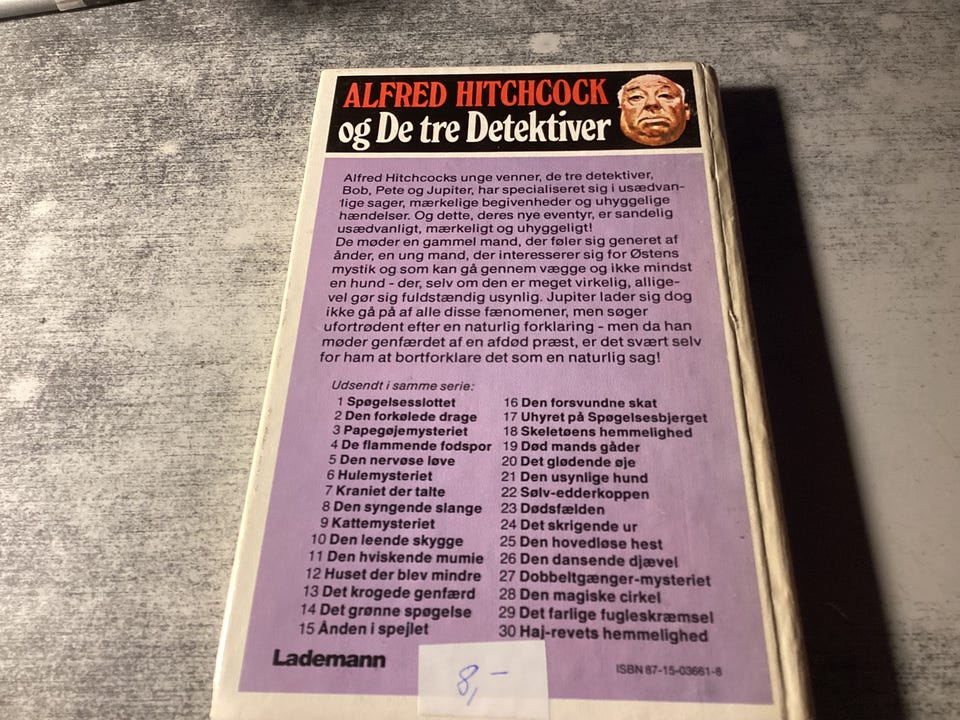 ALFRED HITCHCOCK
og De tre Detektiver
Alfred Hitchcocks unge venner, de tre detektiver,
Bob, Pete og Jupiter, har specialiseret sig i usædvan-
lige sager, mærkelige begivenheder og uhyggelige
hændelser. Og dette, deres nye eventyr, er sandelig
usædvanligt, mærkeligt og uhyggeligt!
De møder en gammel mand, der føler sig generet af
ånder, en ung mand, der interesserer sig for Østens
mystik og som kan gå gennem vægge og ikke mindst
en hund - der, selv om den er meget virkelig, allige-
vel gør sig fuldstændig usynlig. Jupiter lader sig dog
ikke gå på af alle disse fænomener, men søger
ufortrødent efter en naturlig forklaring - men da han
møder genfærdet af en afdød præst, er det svært selv
for ham at bortforklare det som en naturlig sag!
Udsendt i samme serie:
1 Spøgelsesslottet
2 Den forkølede drage
3 Papegøjemysteriet
4 De flammende fodspor
5 Den nervøse løve
6 Hulemysteriet
7 Kraniet der talte
8 Den syngende slange
9 Kattemysteriet
10 Den leende skygge
11 Den hviskende mumie
12 Huset der blev mindre
13 Det krogede genfærd
14 Det grønne spøgelse
15 Ånden i spejlet
16 Den forsvundne skat
17 Uhyret på Spøgelsesbjerget
18 Skeletøens hemmelighed
19 Død mands gåder
20 Det glødende øje
21 Den usynlige hund
22 Sølv-edderkoppen
23 Dødsfælden
24 Det skrigende ur
25 Den hovedløse hest
26 Den dansende djævel
27 Dobbeltgænger-mysteriet
28 Den magiske cirkel
29 Det farlige fugleskræmsel
30 Haj-revets hemmelighed
Lademann
8,-
ISBN 87-15-03661-8